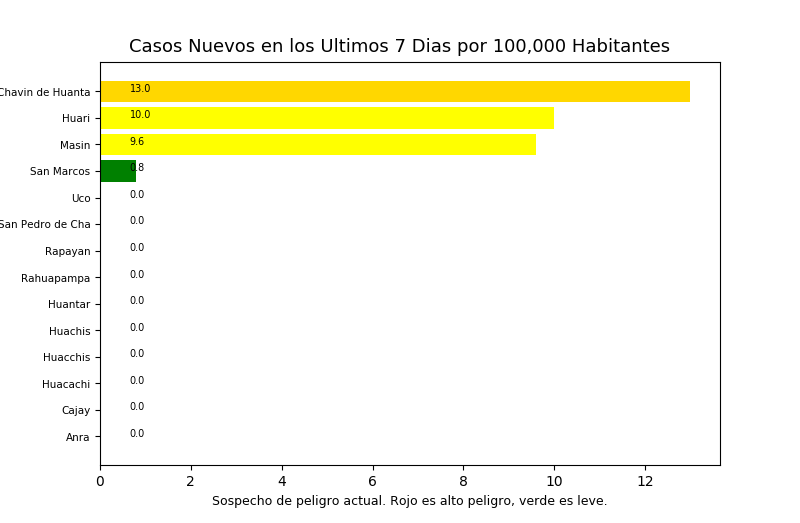 Casos Nuevos en los Ultimos 7 Dias por 100,000 Habitantes
Chavin de Huanta 13.0
Huari 10.0
Masin 9.6
San Marcos 0.8
Uco 0.0
San Pedro de Cha 0.0
Rapayan 0.0
Rahuapampa 0.0
Huantar 0.0
Huachis 0.0
Huacchis 0.0
Huacachi 0.0
Cajay 0.0
Anra 0.0
0 2 4 6 8 10 12
Sospecho de peligro actual. Rojo es alto peligro, verde es leve.